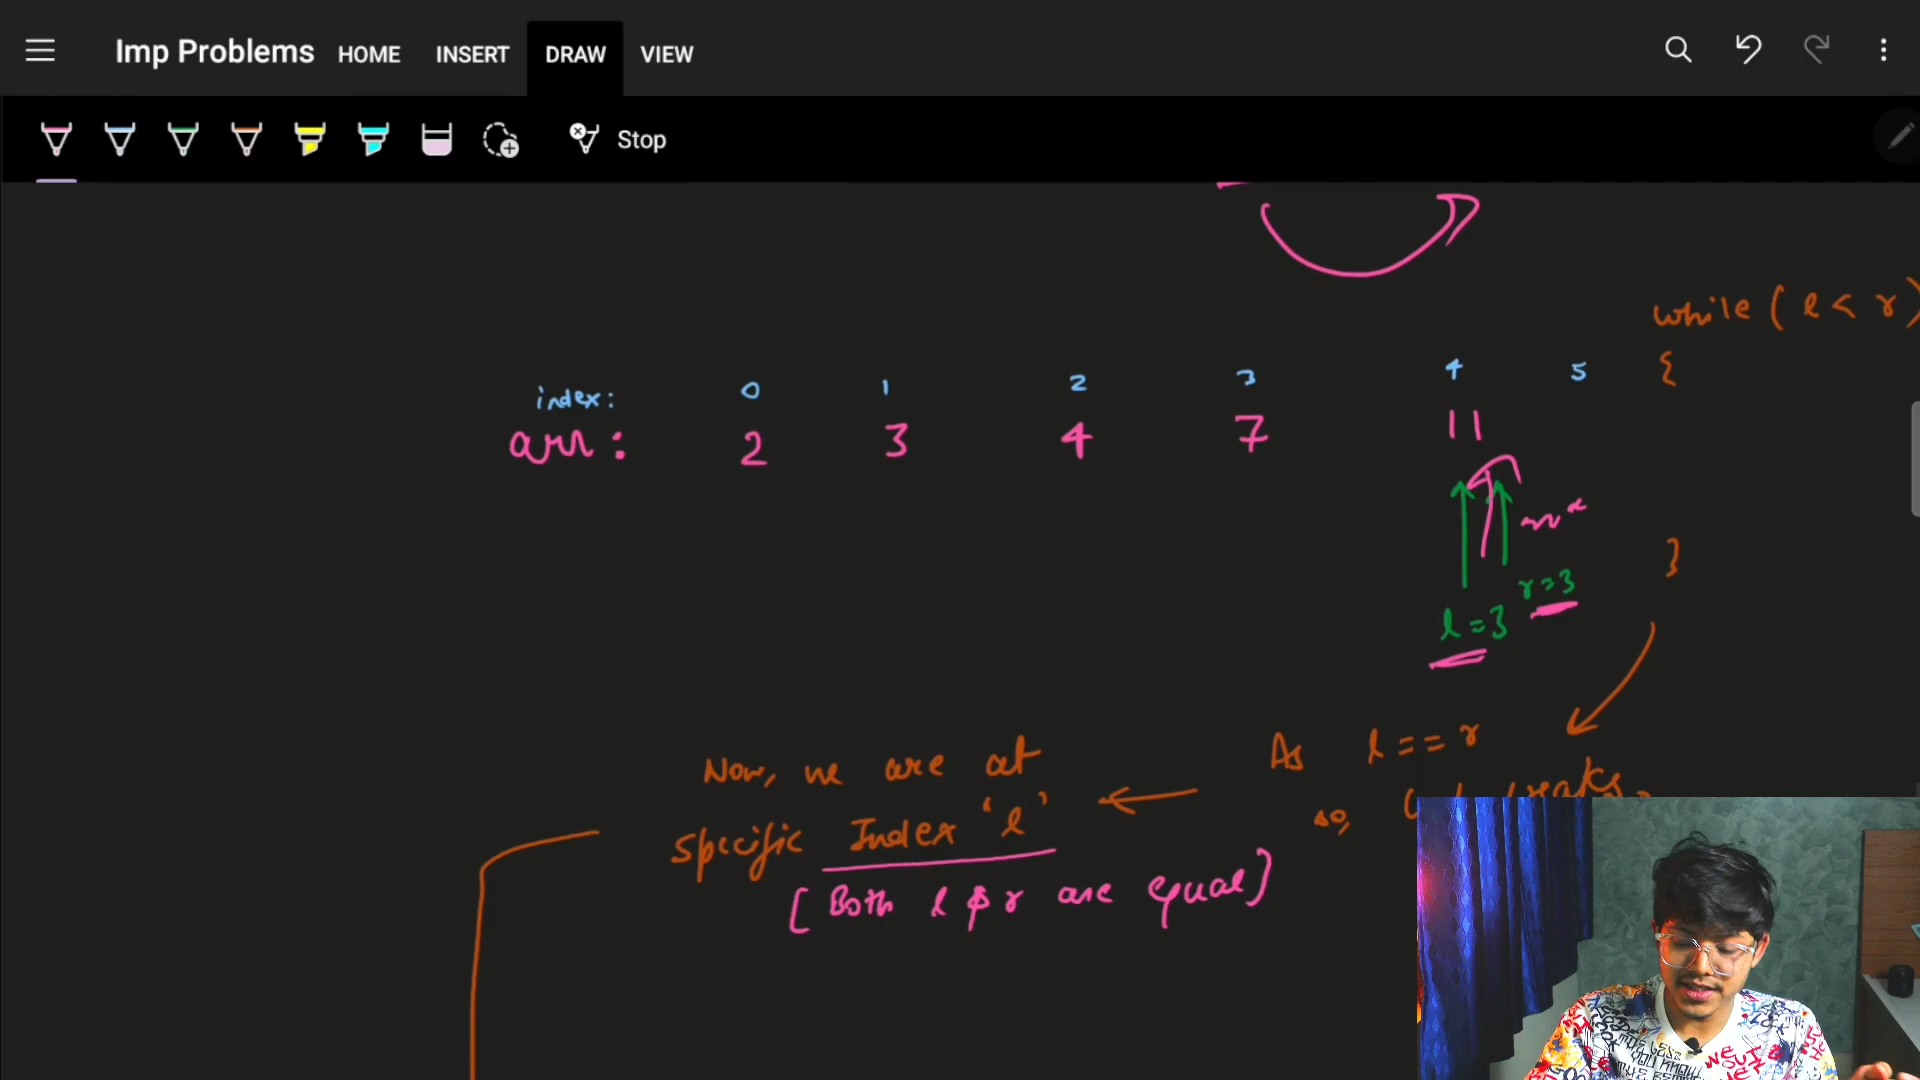 Imp Problems HOME INSERT DRAW VIEW
Stop
while ( l < r )
{
index: 0 1 2 3 4 5
arr : 2 3 4 7 11
}
r=3
l=3
As l == r
so,
Now, we are at
specific Index 'l'
[ Both l & r are equal ]